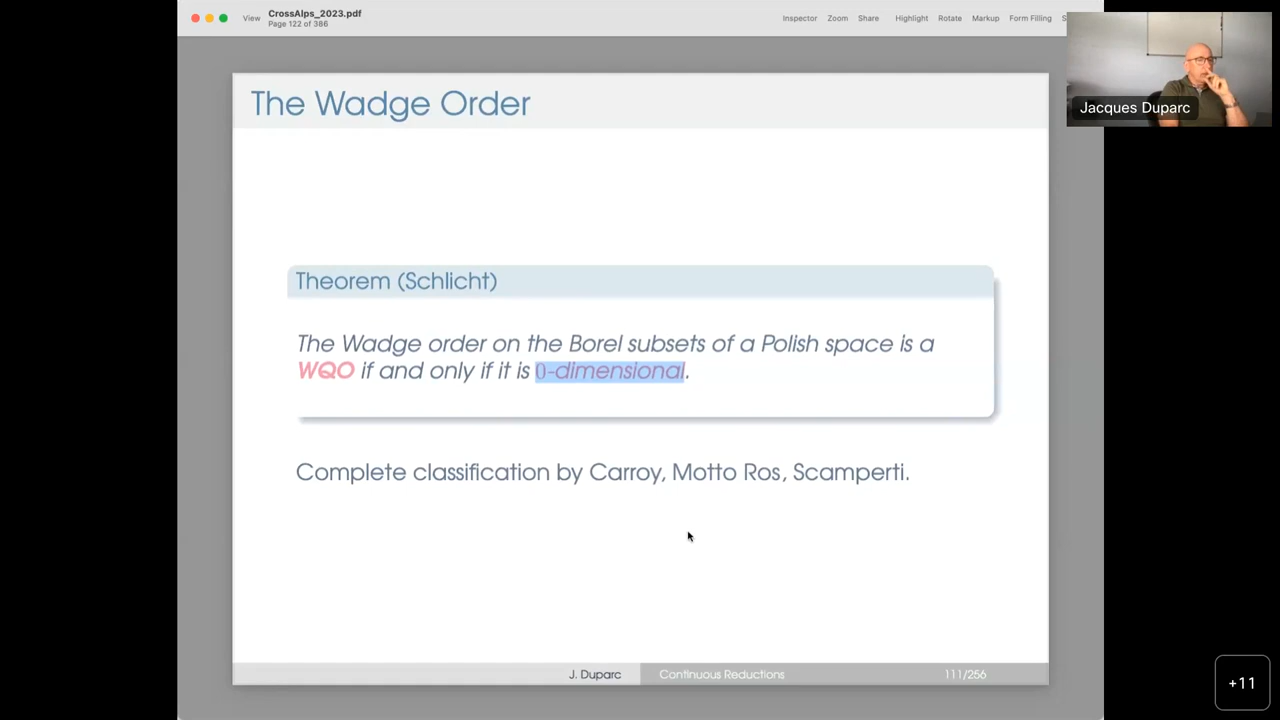 View
CrossAlps_2023.pdf
Page 122 of 386
Inspector Zoom Share Highlight Rotate Markup Form Filling
Jacques Duparc
The Wadge Order
Theorem (Schlicht)
The Wadge order on the Borel subsets of a Polish space is a
WQO if and only if it is 0-dimensional.
Complete classification by Carroy, Motto Ros, Scamperti.
J. Duparc
Continuous Reductions
111/256
+11